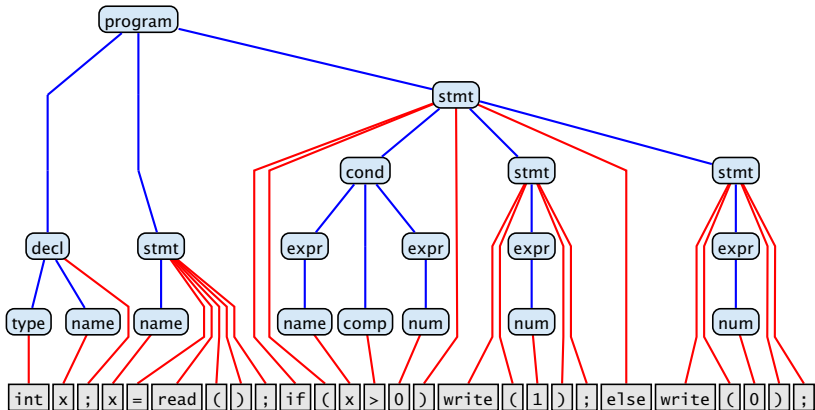 program
stmt
cond stmt stmt
decl stmt expr expr expr expr
type name name name comp num num num
int x ; x = read ( ) ; if ( x > 0 ) write ( 1 ) ; else write ( 0 ) ;